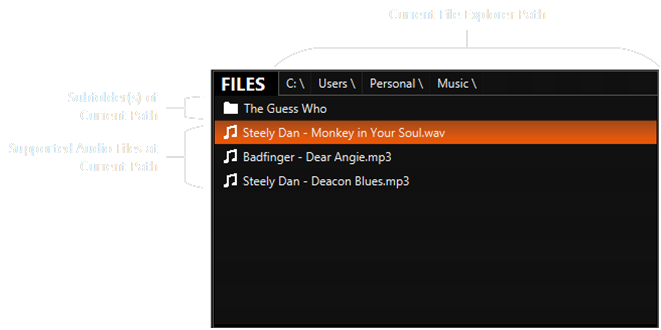 Current File Explorer Path
FILES C: \ Users \ Personal \ Music \
Subfolder(s) of
Current Path
The Guess Who
Supported Audio Files at
Current Path
Steely Dan - Monkey in Your Soul.wav
Badfinger - Dear Angie.mp3
Steely Dan - Deacon Blues.mp3